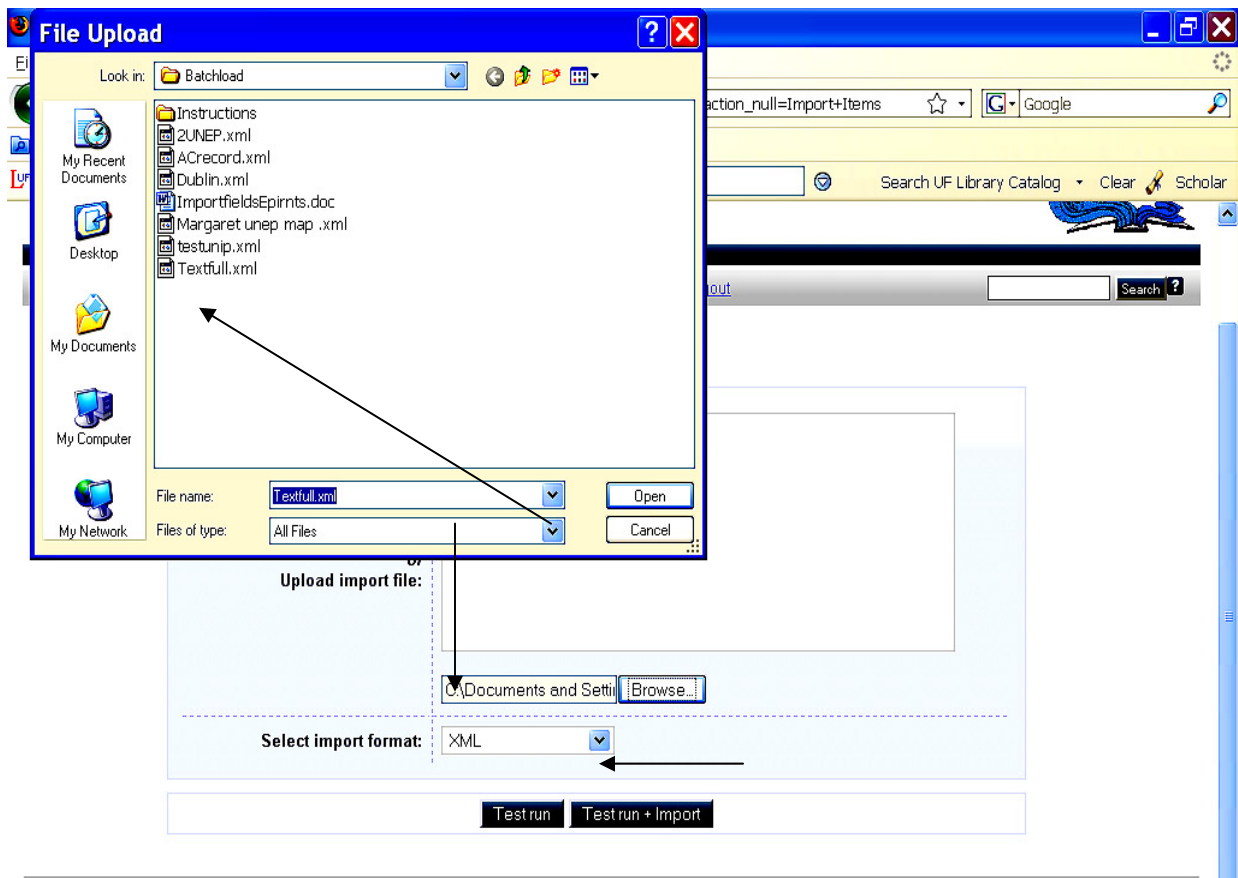 File Uploa
Look in: Batchload
My Recent Documents
Desktop
My Documents
My Computer
My Network
Instructions
2UNEP.xml
ACrecord.xml
Dublin.xml
ImportfieldsEpirnts.doc
Margaret unep map .xml
testunip.xml
Textfull.xml
File name: Textfull.xml Open
Files of type: All Files Cancel
action_null=Import+Items G Google
Search UF Library Catalog Clear Scholar
Search ?
Upload import file:
C:\Documents and Settin Browse...
Select import format: XML
Test run Test run + Import